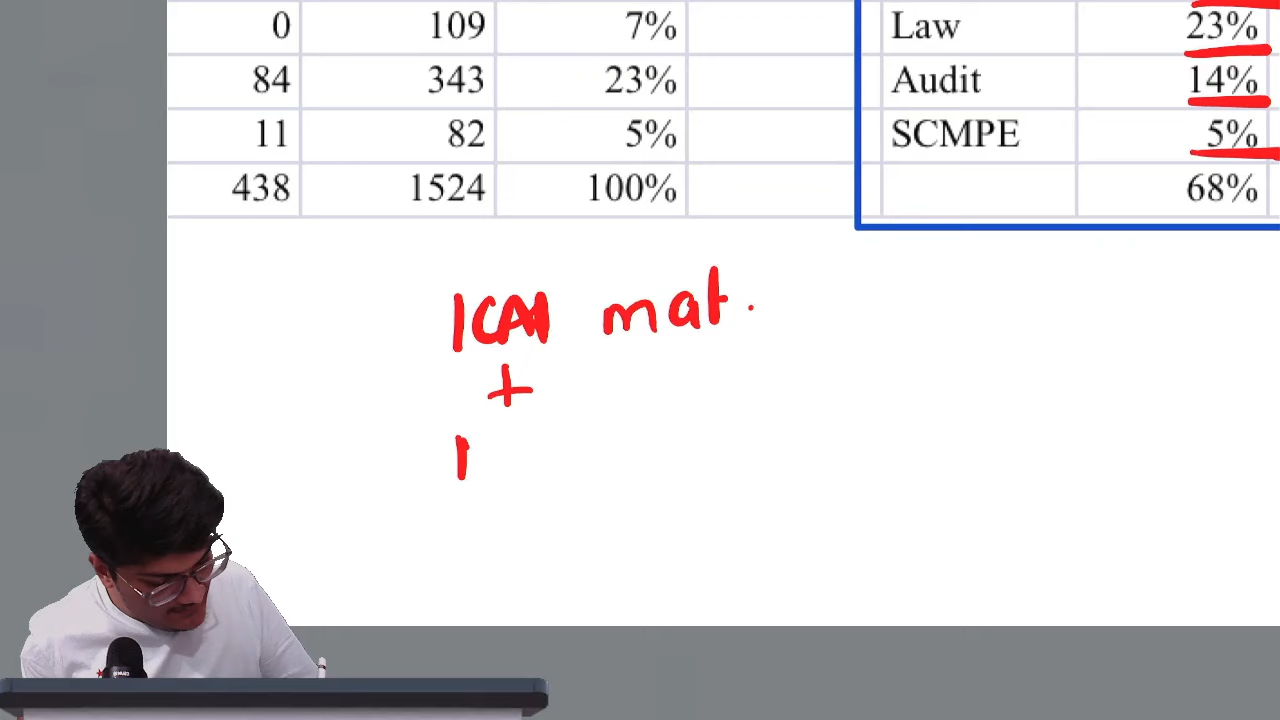 0 109 7% Law 23%
84 343 23% Audit 14%
11 82 5% SCMPE 5%
438 1524 100% 68%
ICAI mat.
+
I